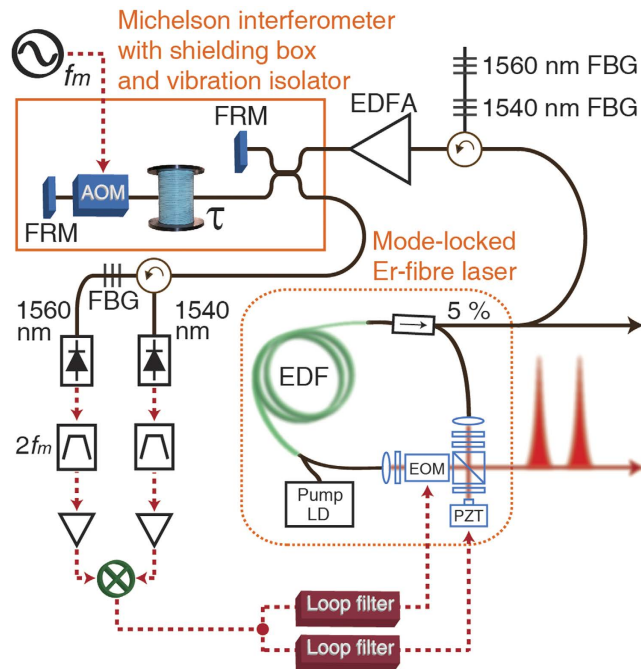 Michelson interferometer
with shielding box
and vibration isolator
fm
1560 nm FBG
EDFA
1540 nm FBG
FRM
AOM
τ
FRM
Mode-locked
Er-fibre laser
FBG
1560
nm
1540
nm
5 %
EDF
2fm
EOM
Pump
LD
PZT
Loop filter
Loop filter